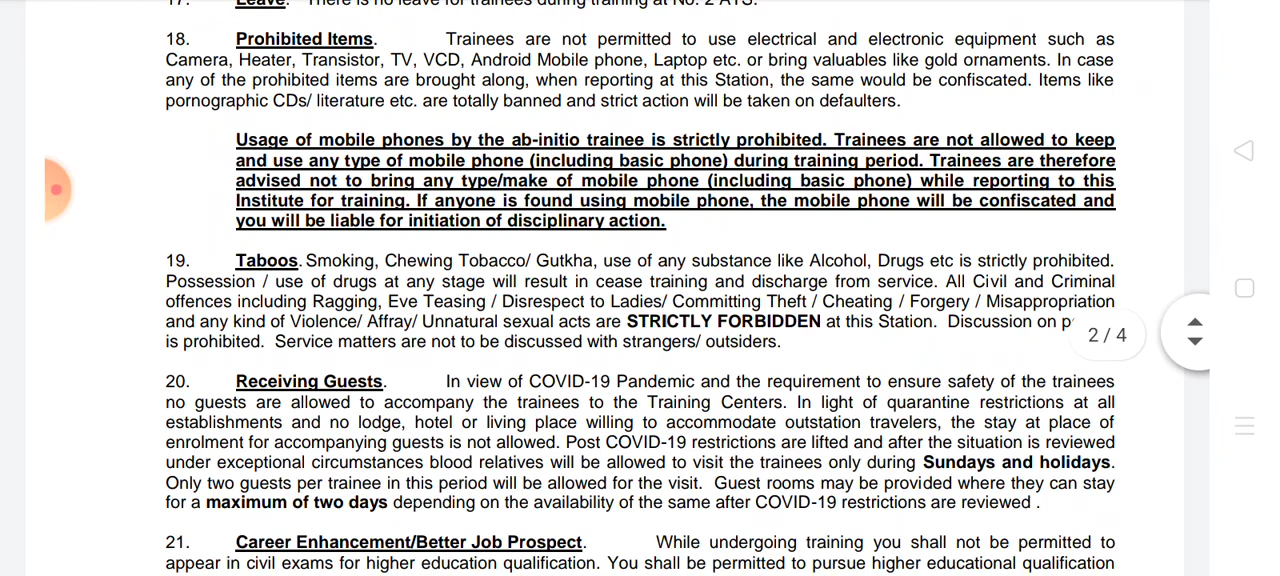 17. Leave. There is no leave for trainees during training at No. 2 ATS.
18. Prohibited Items. Trainees are not permitted to use electrical and electronic equipment such as
Camera, Heater, Transistor, TV, VCD, Android Mobile phone, Laptop etc. or bring valuables like gold ornaments. In case
any of the prohibited items are brought along, when reporting at this Station, the same would be confiscated. Items like
pornographic CDs/ literature etc. are totally banned and strict action will be taken on defaulters.
Usage of mobile phones by the ab-initio trainee is strictly prohibited. Trainees are not allowed to keep
and use any type of mobile phone (including basic phone) during training period. Trainees are therefore
advised not to bring any type/make of mobile phone (including basic phone) while reporting to this
Institute for training. If anyone is found using mobile phone, the mobile phone will be confiscated and
you will be liable for initiation of disciplinary action.
19. Taboos. Smoking, Chewing Tobacco/ Gutkha, use of any substance like Alcohol, Drugs etc is strictly prohibited.
Possession / use of drugs at any stage will result in cease training and discharge from service. All Civil and Criminal
offences including Ragging, Eve Teasing / Disrespect to Ladies/ Committing Theft / Cheating / Forgery / Misappropriation
and any kind of Violence/ Affray/ Unnatural sexual acts are STRICTLY FORBIDDEN at this Station. Discussion on
2 / 4
is prohibited. Service matters are not to be discussed with strangers/ outsiders.
20. Receiving Guests. In view of COVID-19 Pandemic and the requirement to ensure safety of the trainees
no guests are allowed to accompany the trainees to the Training Centers. In light of quarantine restrictions at all
establishments and no lodge, hotel or living place willing to accommodate outstation travelers, the stay at place of
enrolment for accompanying guests is not allowed. Post COVID-19 restrictions are lifted and after the situation is reviewed
under exceptional circumstances blood relatives will be allowed to visit the trainees only during Sundays and holidays.
Only two guests per trainee in this period will be allowed for the visit. Guest rooms may be provided where they can stay
for a maximum of two days depending on the availability of the same after COVID-19 restrictions are reviewed .
21. Career Enhancement/Better Job Prospect. While undergoing training you shall not be permitted to
appear in civil exams for higher education qualification. You shall be permitted to pursue higher educational qualification